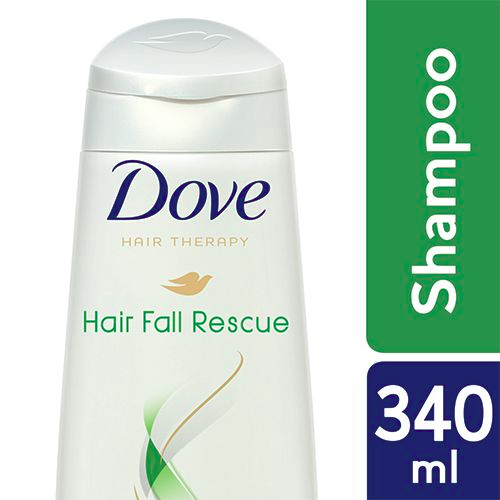 Dove
HAIR THERAPY
Hair Fall Rescue
Shampoo
340
ml